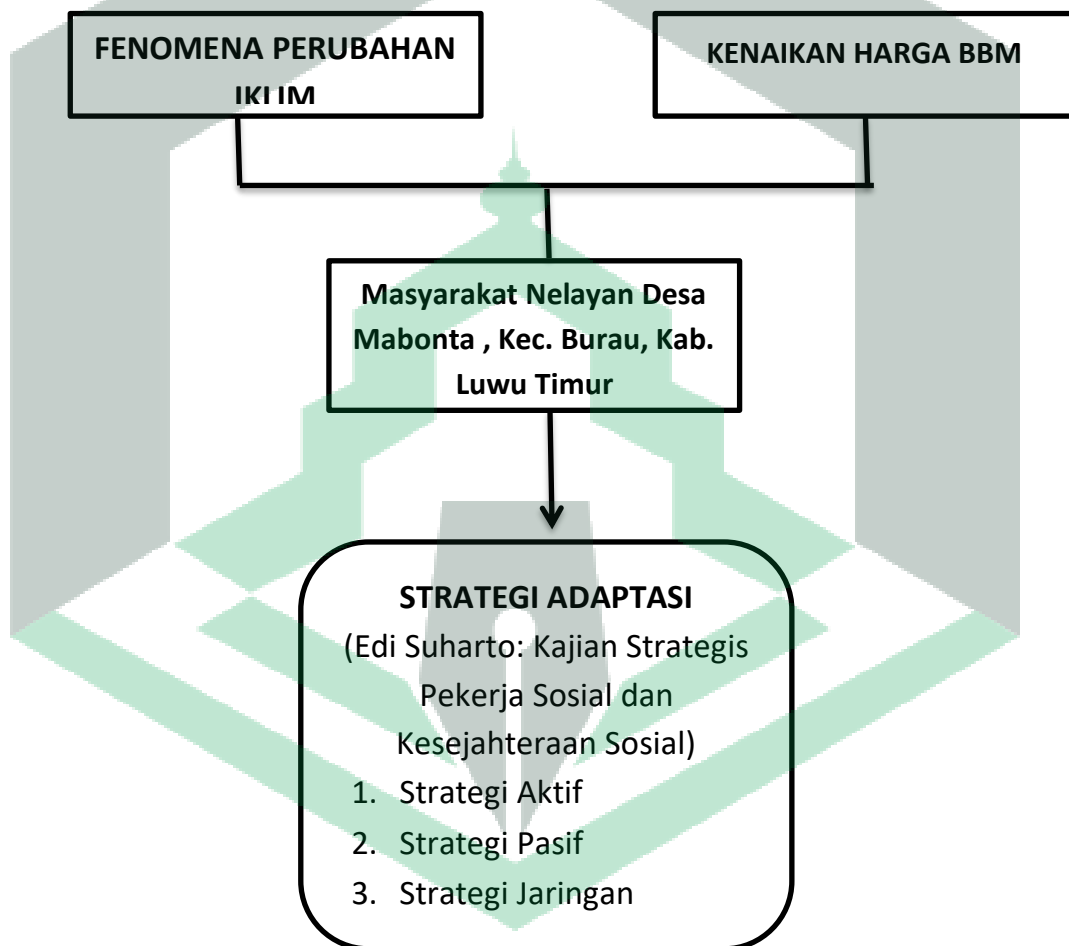 FENOMENA PERUBAHAN
IKLIM
KENAIKAN HARGA BBM
Masyarakat Nelayan Desa
Mabonta , Kec. Burau, Kab.
Luwu Timur
STRATEGI ADAPTASI
(Edi Suharto: Kajian Strategis
Pekerja Sosial dan
Kesejahteraan Sosial)
1. Strategi Aktif
2. Strategi Pasif
3. Strategi Jaringan